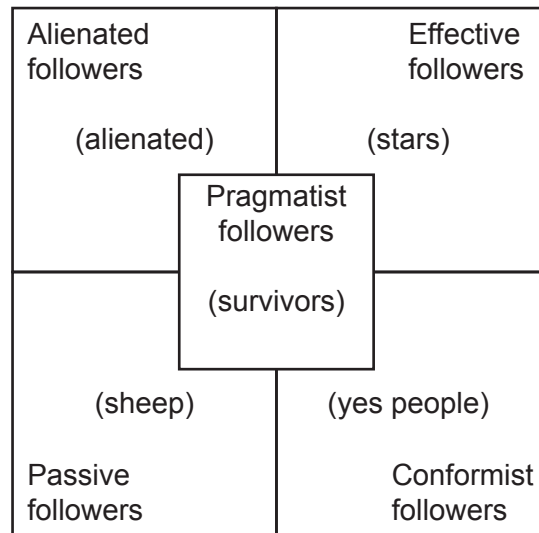 Alienated
followers
(alienated)
Effective
followers
(stars)
Pragmatist
followers
(survivors)
(sheep)
Passive
followers
(yes people)
Conformist
followers